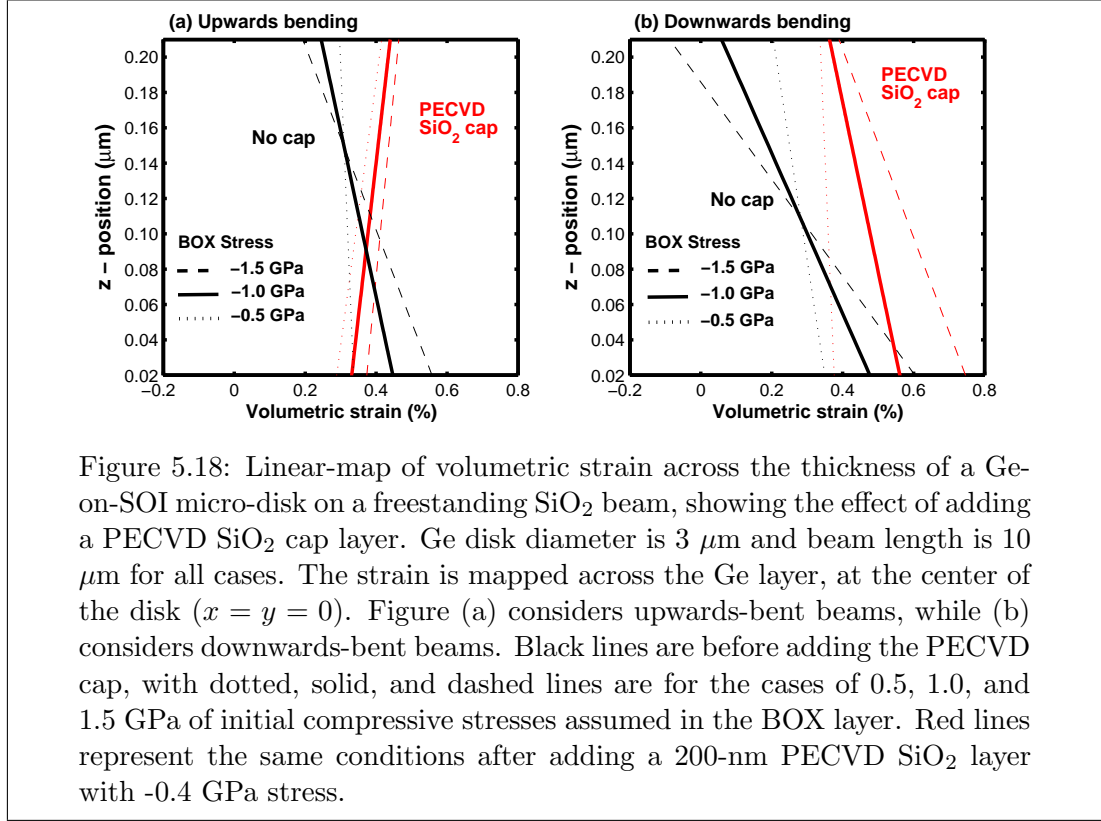 (a) Upwards bending
(b) Downwards bending
0.20
0.18
0.16
0.14
0.12
0.10
0.08
0.06
0.04
0.02
z – position (μm)
PECVD
SiO2 cap
No cap
BOX Stress
–1.5 GPa
–1.0 GPa
–0.5 GPa
–0.2 0 0.2 0.4 0.6 0.8
Volumetric strain (%)
0.20
0.18
0.16
0.14
0.12
0.10
0.08
0.06
0.04
0.02
z – position (μm)
PECVD
SiO2 cap
No cap
BOX Stress
–1.5 GPa
–1.0 GPa
–0.5 GPa
–0.2 0 0.2 0.4 0.6 0.8
Volumetric strain (%)
Figure 5.18: Linear-map of volumetric strain across the thickness of a Ge-
on-SOI micro-disk on a freestanding SiO2 beam, showing the effect of adding
a PECVD SiO2 cap layer. Ge disk diameter is 3 μm and beam length is 10
μm for all cases. The strain is mapped across the Ge layer, at the center of
the disk (x = y = 0). Figure (a) considers upwards-bent beams, while (b)
considers downwards-bent beams. Black lines are before adding the PECVD
cap, with dotted, solid, and dashed lines are for the cases of 0.5, 1.0, and
1.5 GPa of initial compressive stresses assumed in the BOX layer. Red lines
represent the same conditions after adding a 200-nm PECVD SiO2 layer
with -0.4 GPa stress.